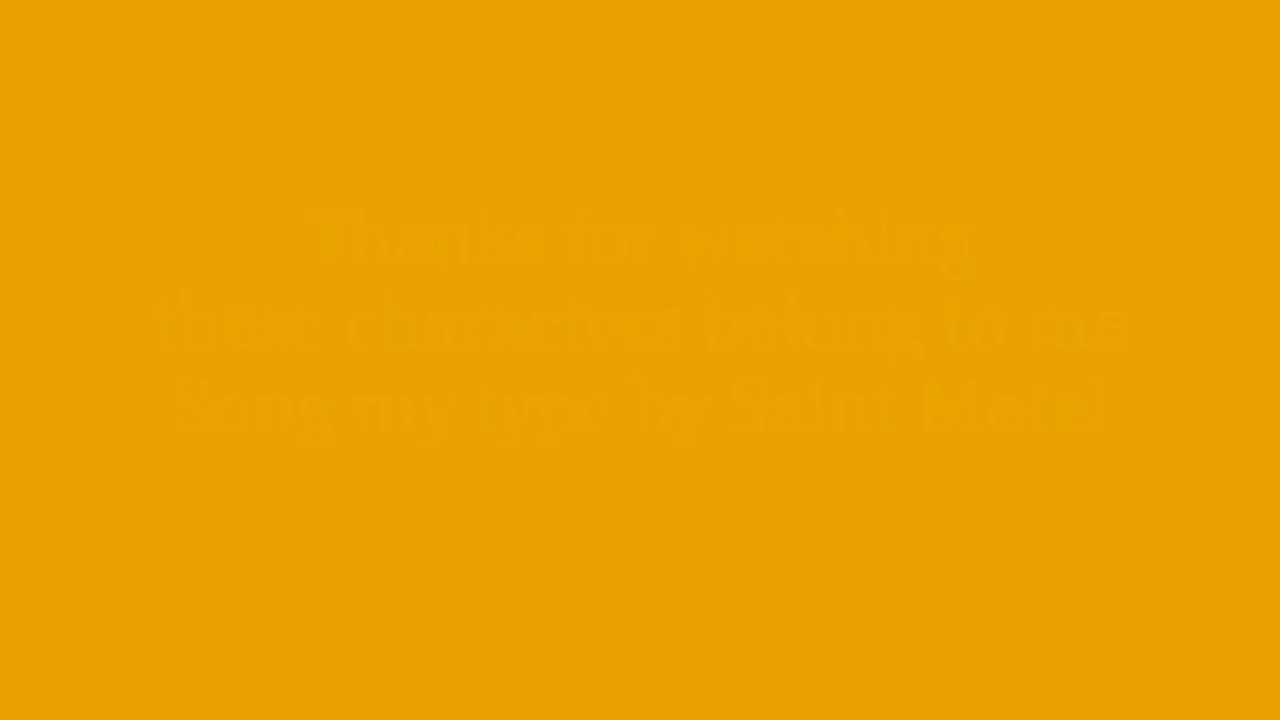 Thanks for watching
these characters belong to me
Song my type by Saint Motel